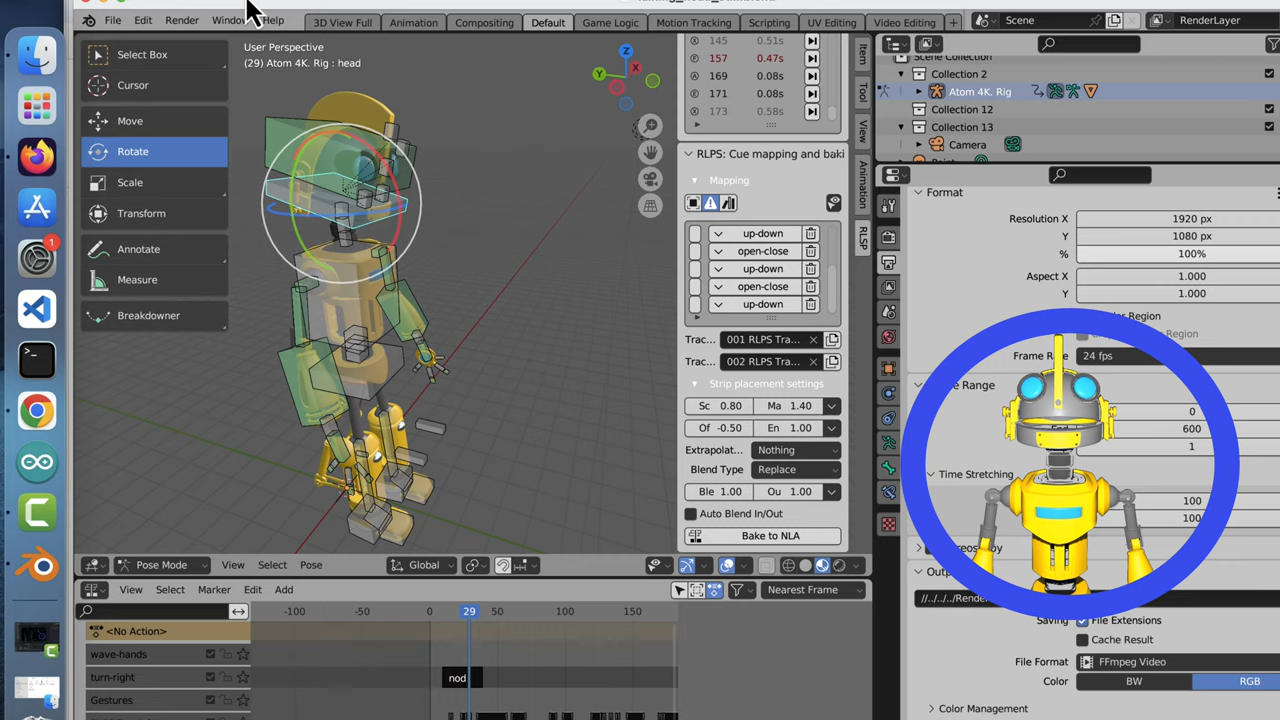 File Edit Render Window Help
3D View Full Animation Compositing Default Game Logic Motion Tracking Scripting UV Editing Video Editing
Scene
RenderLayer
Select Box
Cursor
Move
Rotate
Scale
Transform
Annotate
Measure
Breakdowner
User Perspective
(29) Atom 4K. Rig : head
Z
Y
X
145 0.51s
157 0.47s
169 0.08s
171 0.08s
173 0.58s
RLPS: Cue mapping and baki
Mapping
up-down
open-close
up-down
open-close
up-down
Trac... 001 RLPS Tra...
Trac... 002 RLPS Tra...
Strip placement settings
Sc 0.80 Ma 1.40
Of -0.50 En 1.00
Extrapolat... Nothing
Blend Type Replace
Ble 1.00 Ou 1.00
Auto Blend In/Out
Bake to NLA
Item
Tool
View
Animation
RLSP
Scene Collection
Collection 2
Atom 4K. Rig
Collection 12
Collection 13
Camera
Format
Resolution X 1920 px
Y 1080 px
% 100%
Aspect X 1.000
Y 1.000
Render Region
Frame Rate 24 fps
Range
0
End 600
1
Time Stretching
100
100
Outp
//../../../Render
Saving File Extensions
Cache Result
File Format FFmpeg Video
Color BW RGB
Color Management
Pose Mode View Select Pose Global
View Select Marker Edit Add Nearest Frame
-100 -50 0 29 50 100 150
<No Action>
wave-hands
turn-right nod
Gestures
1